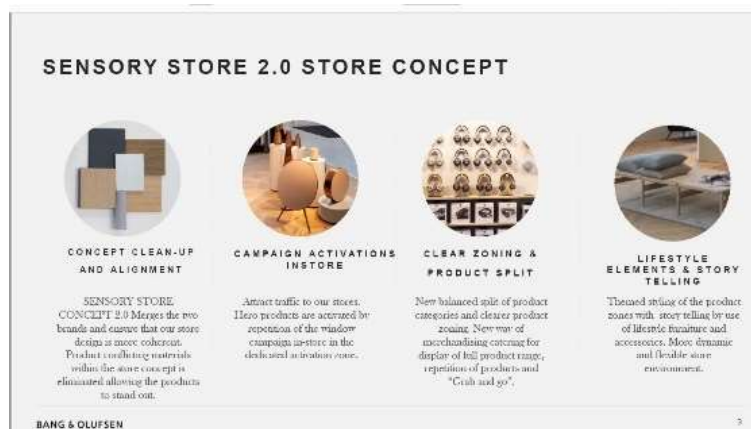 SENSORY STORE 2.0 STORE CONCEPT
CONCEPT CLEAN-UP
AND ALIGNMENT
SENSORY STORE
CONCEPT 2.0 Merges the two
brands and ensure that our store
design is more coherent.
Product conflicting materials
within the store concept is
eliminated allowing the products
to stand out.
CAMPAIGN ACTIVATIONS
INSTORE
Attract traffic to our stores.
Hero products are activated by
repetition of the window
campaign in-store in the
dedicated activation zone.
CLEAR ZONING &
PRODUCT SPLIT
New balanced split of product
categories and clearer product
zoning. New way of
merchandising catering for
display of full product range,
repetition of products and
"Grab and go".
LIFESTYLE
ELEMENTS & STORY
TELLING
Themed styling of the product
zones with story telling by use
of lifestyle furniture and
accessories. More dynamic
and flexible store
environment.
BANG & OLUFSEN
3